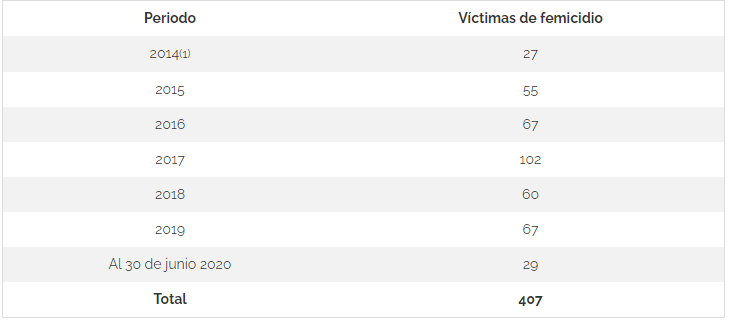 Periodo Víctimas de femicidio
2014(1) 27
2015 55
2016 67
2017 102
2018 60
2019 67
Al 30 de junio 2020 29
Total 407